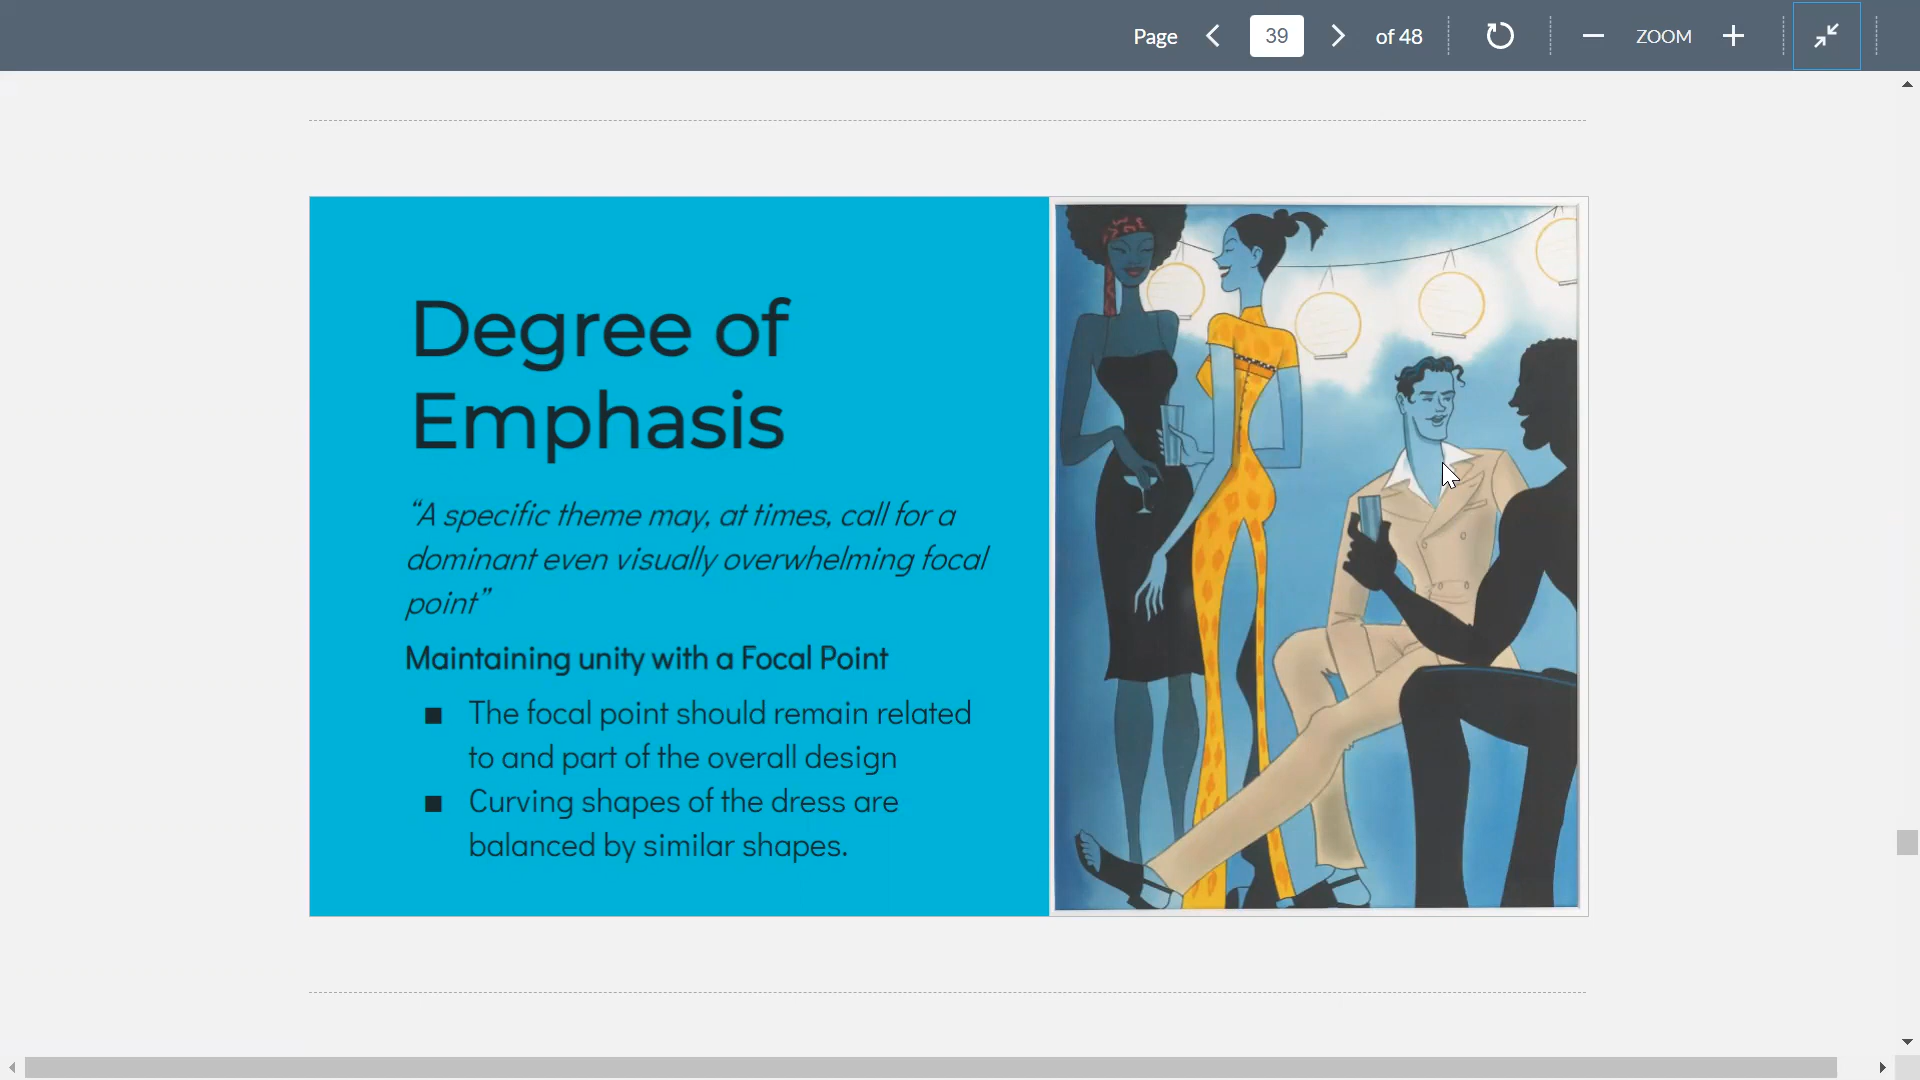 Page 39 of 48 ZOOM
Degree of
Emphasis
“A specific theme may, at times, call for a
dominant even visually overwhelming focal
point”
Maintaining unity with a Focal Point
■ The focal point should remain related
to and part of the overall design
■ Curving shapes of the dress are
balanced by similar shapes.